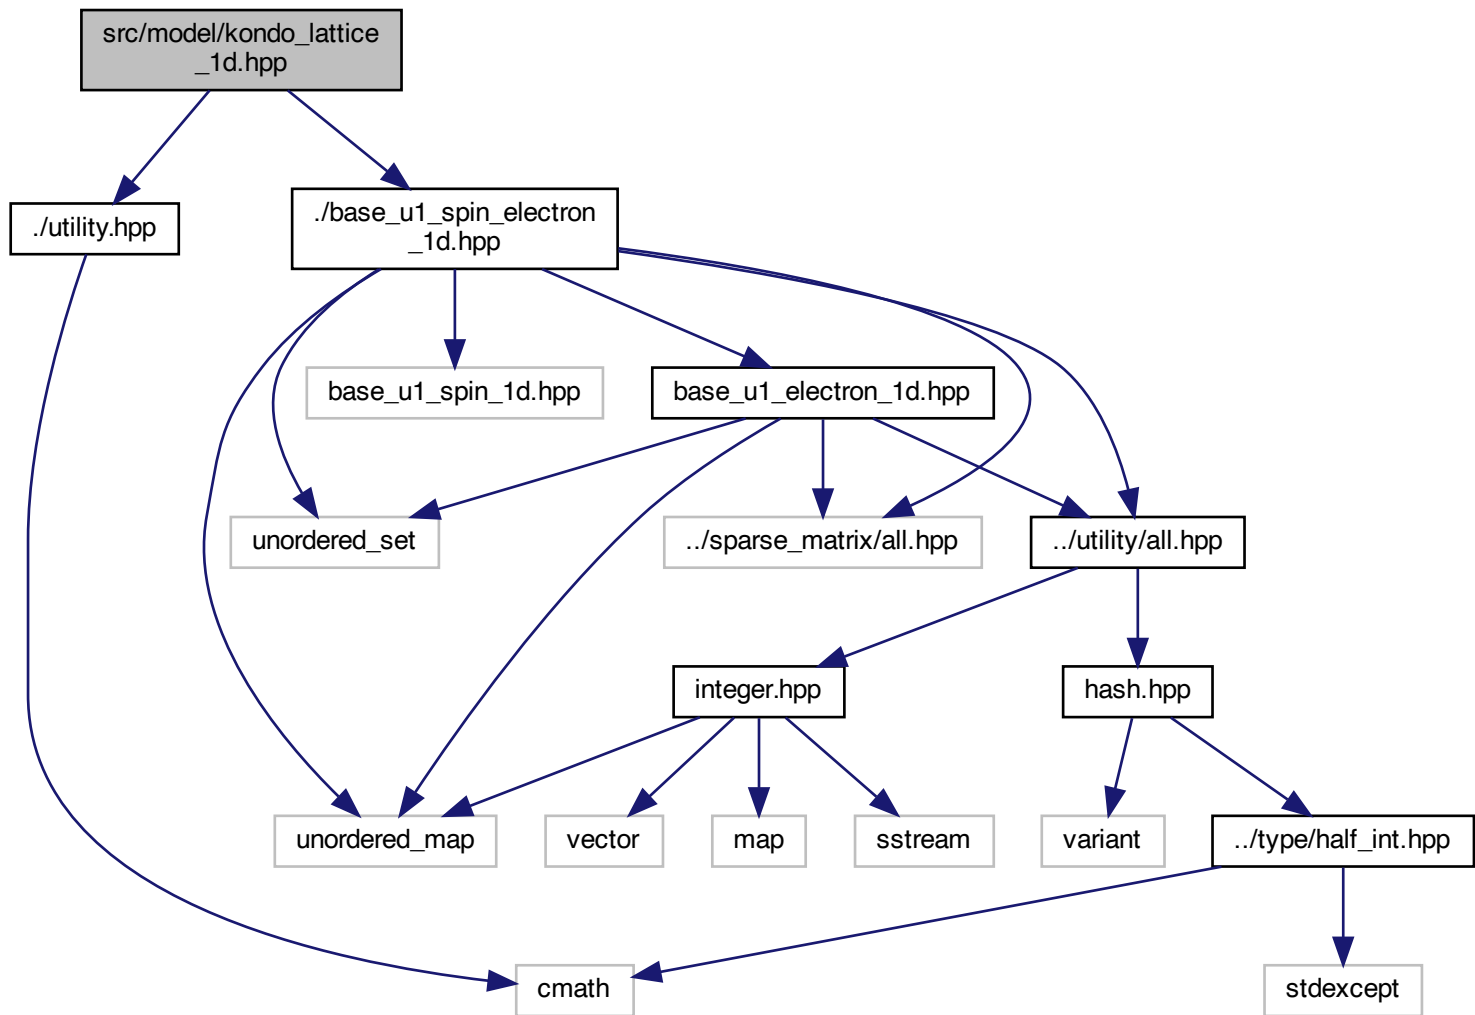 src/model/kondo_lattice
_1d.hpp
./utility.hpp
./base_u1_spin_electron
_1d.hpp
base_u1_spin_1d.hpp
base_u1_electron_1d.hpp
unordered_set
../sparse_matrix/all.hpp
../utility/all.hpp
integer.hpp
hash.hpp
unordered_map
vector
map
sstream
variant
../type/half_int.hpp
cmath
stdexcept